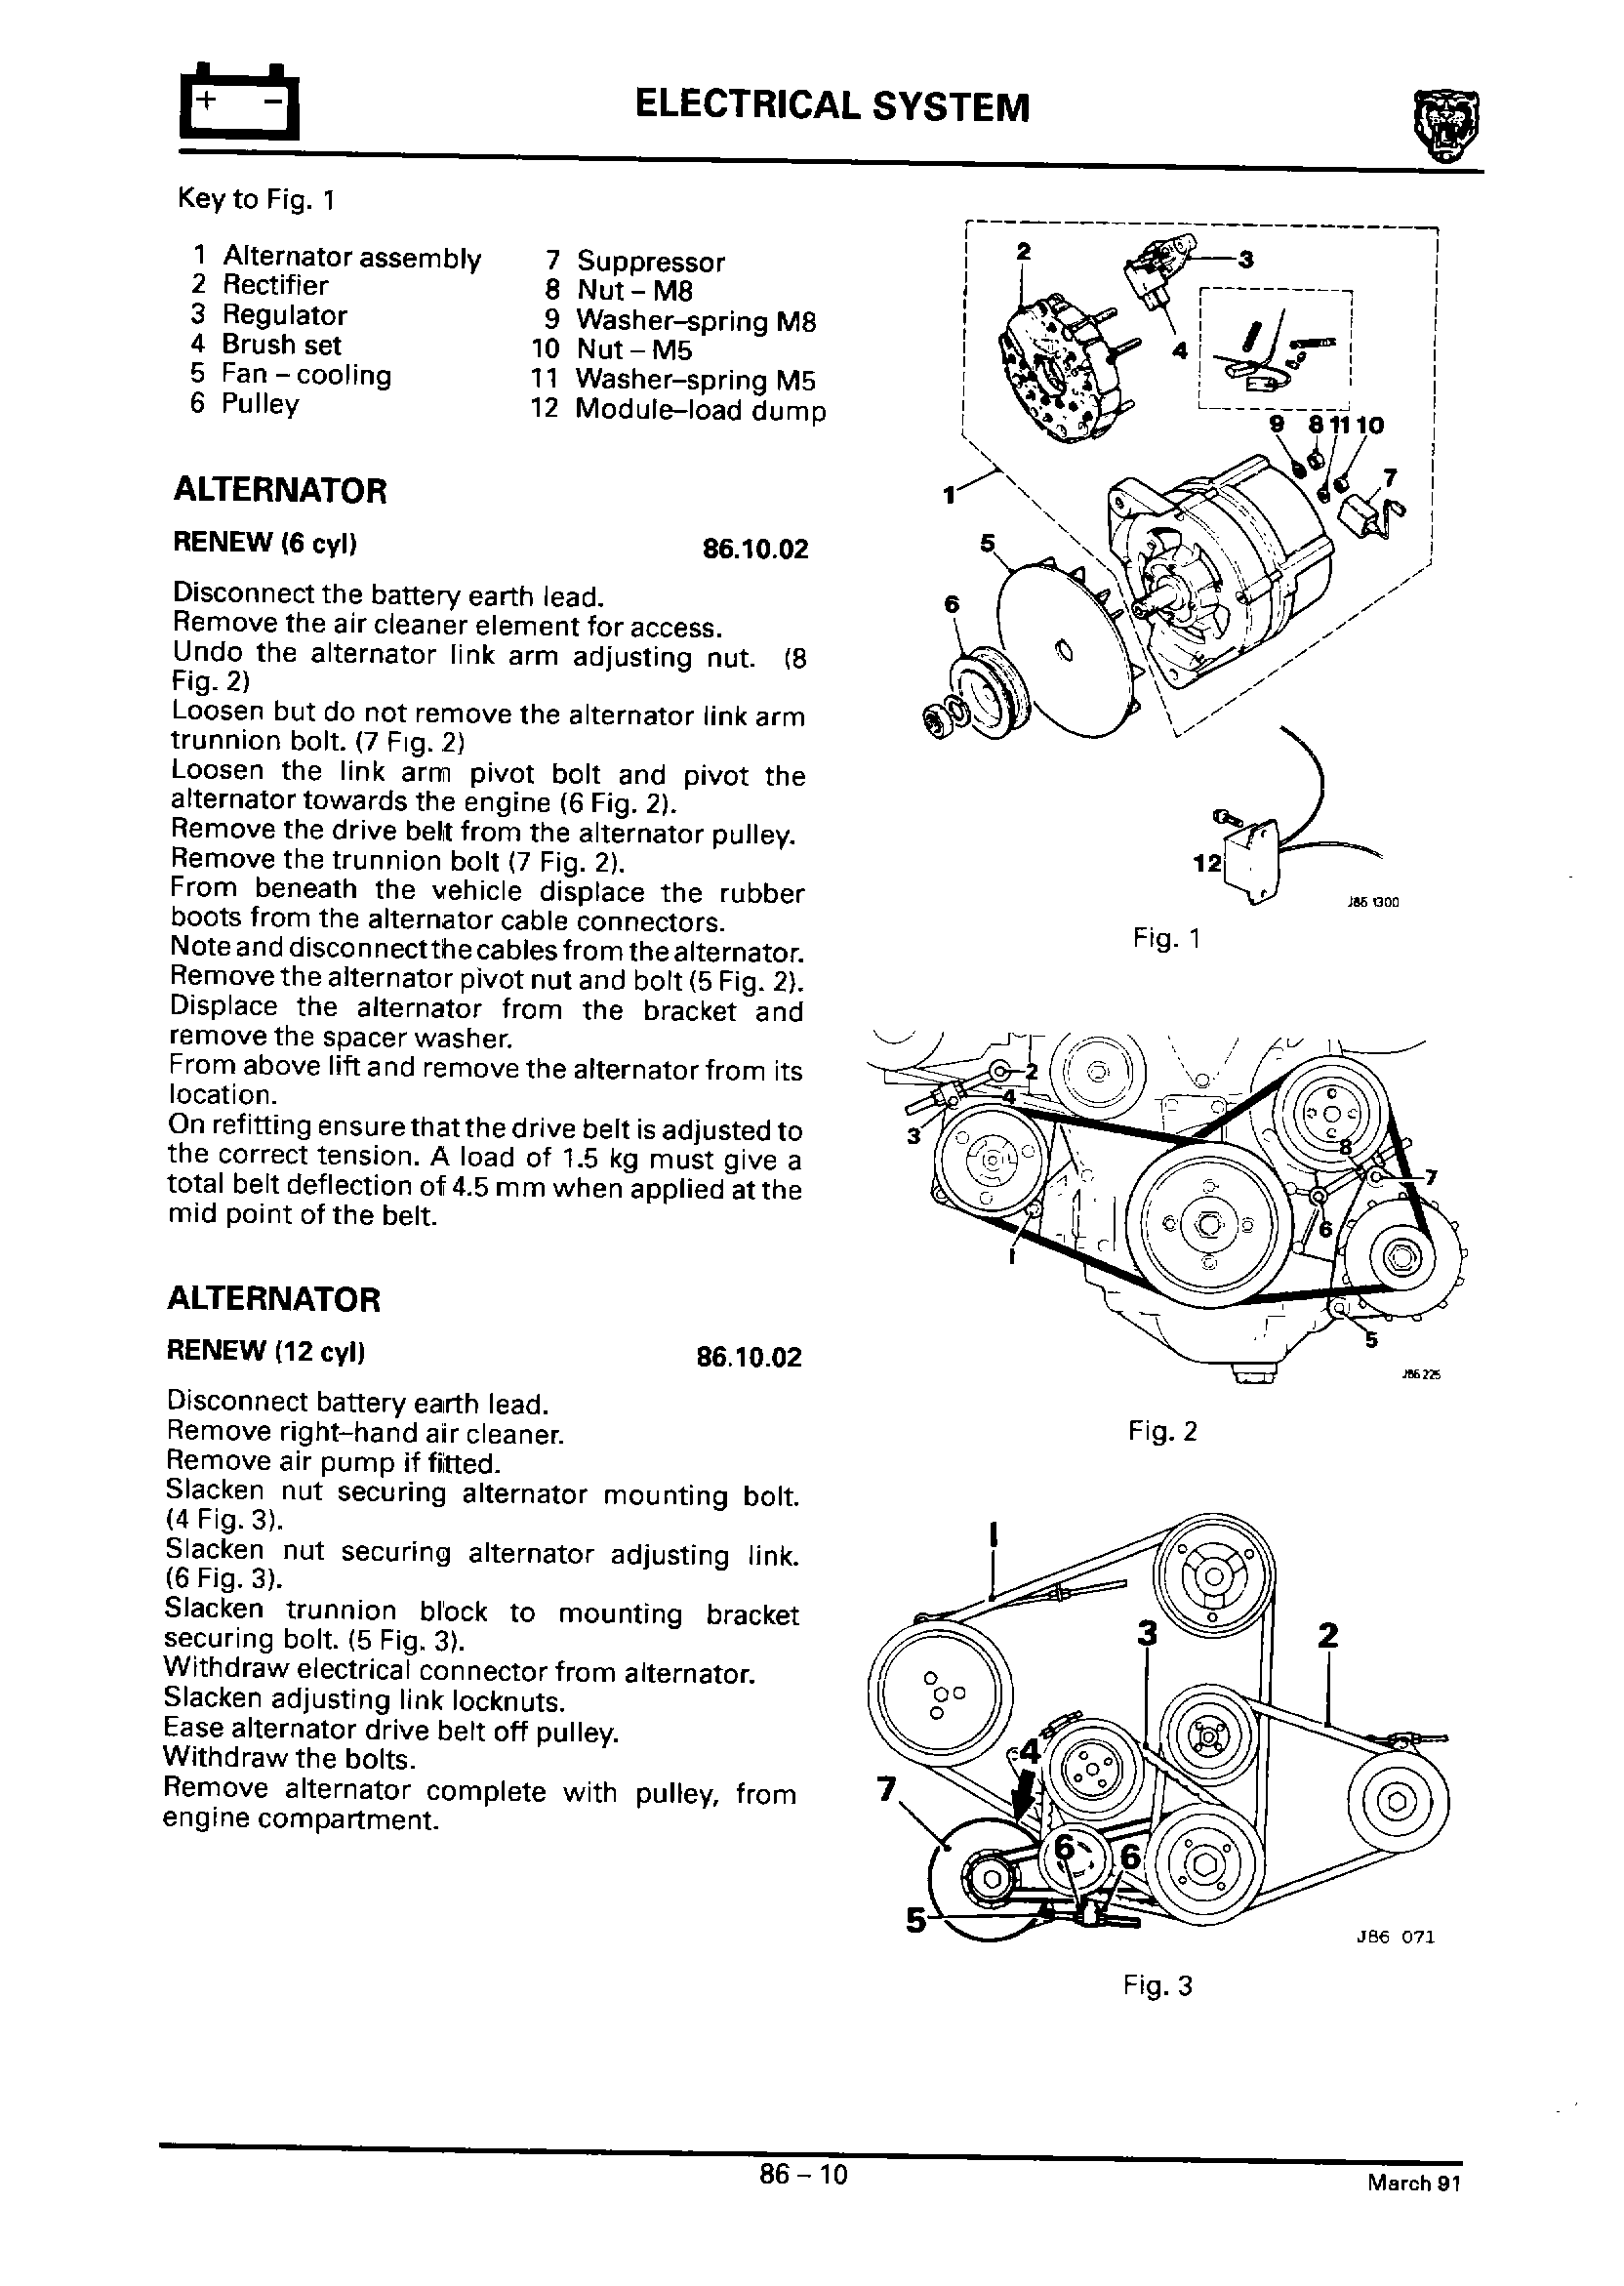 + −
ELECTRICAL SYSTEM
Key to Fig. 1
1 Alternator assembly
2 Rectifier
3 Regulator
4 Brush set
5 Fan – cooling
6 Pulley
7 Suppressor
8 Nut – M8
9 Washer–spring M8
10 Nut – M5
11 Washer–spring M5
12 Module–load dump
ALTERNATOR
RENEW (6 cyl) 86.10.02
Disconnect the battery earth lead.
Remove the air cleaner element for access.
Undo the alternator link arm adjusting nut. (8
Fig. 2)
Loosen but do not remove the alternator link arm
trunnion bolt. (7 Fig. 2)
Loosen the link arm pivot bolt and pivot the
alternator towards the engine (6 Fig. 2).
Remove the drive belt from the alternator pulley.
Remove the trunnion bolt (7 Fig. 2).
From beneath the vehicle displace the rubber
boots from the alternator cable connectors.
Note and disconnect the cables from the alternator.
Remove the alternator pivot nut and bolt (5 Fig. 2).
Displace the alternator from the bracket and
remove the spacer washer.
From above lift and remove the alternator from its
location.
On refitting ensure that the drive belt is adjusted to
the correct tension. A load of 1.5 kg must give a
total belt deflection of 4.5 mm when applied at the
mid point of the belt.
ALTERNATOR
RENEW (12 cyl) 86.10.02
Disconnect battery earth lead.
Remove right–hand air cleaner.
Remove air pump if fitted.
Slacken nut securing alternator mounting bolt.
(4 Fig. 3).
Slacken nut securing alternator adjusting link.
(6 Fig. 3).
Slacken trunnion block to mounting bracket
securing bolt. (5 Fig. 3).
Withdraw electrical connector from alternator.
Slacken adjusting link locknuts.
Ease alternator drive belt off pulley.
Withdraw the bolts.
Remove alternator complete with pulley, from
engine compartment.
2
3
4
9 8 11 10
7
1
5
6
12
J86 1300
Fig. 1
2
4
3
8
7
6
1
5
J86 225
Fig. 2
1
3
2
4
7
6
6
5
J86 071
Fig. 3
86 – 10
March 91